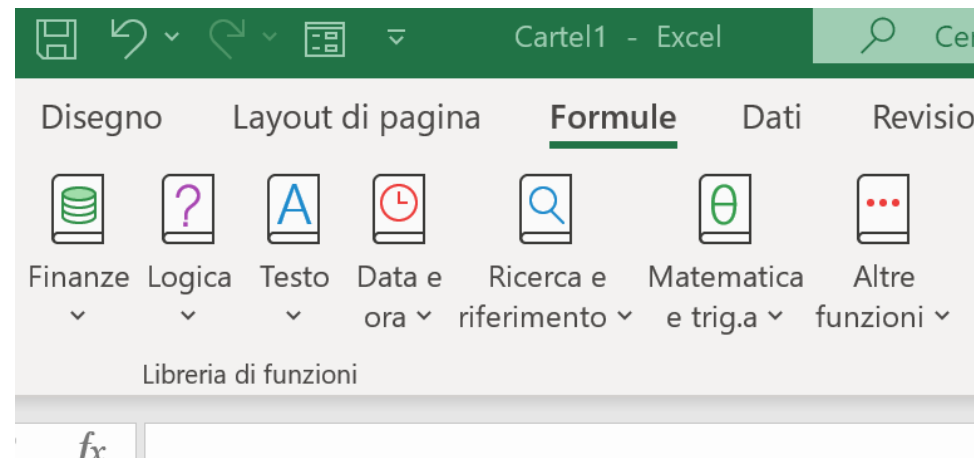 Cartel1 - Excel
Disegno Layout di pagina Formule Dati
Finanze Logica Testo Data e ora Ricerca e riferimento Matematica e trig.a Altre funzioni
Libreria di funzioni
fx